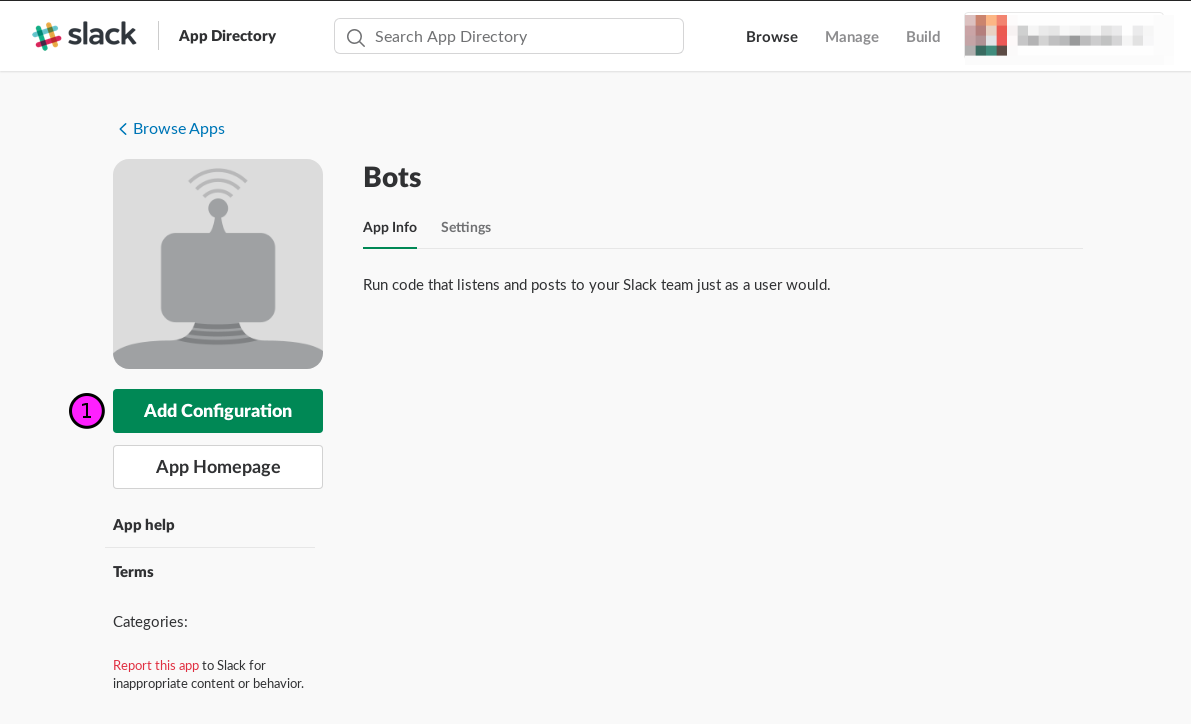 slack
App Directory
Search App Directory
Browse
Manage
Build
Browse Apps
Bots
App Info
Settings
Run code that listens and posts to your Slack team just as a user would.
1
Add Configuration
App Homepage
App help
Terms
Categories:
Report this app to Slack for
inappropriate content or behavior.